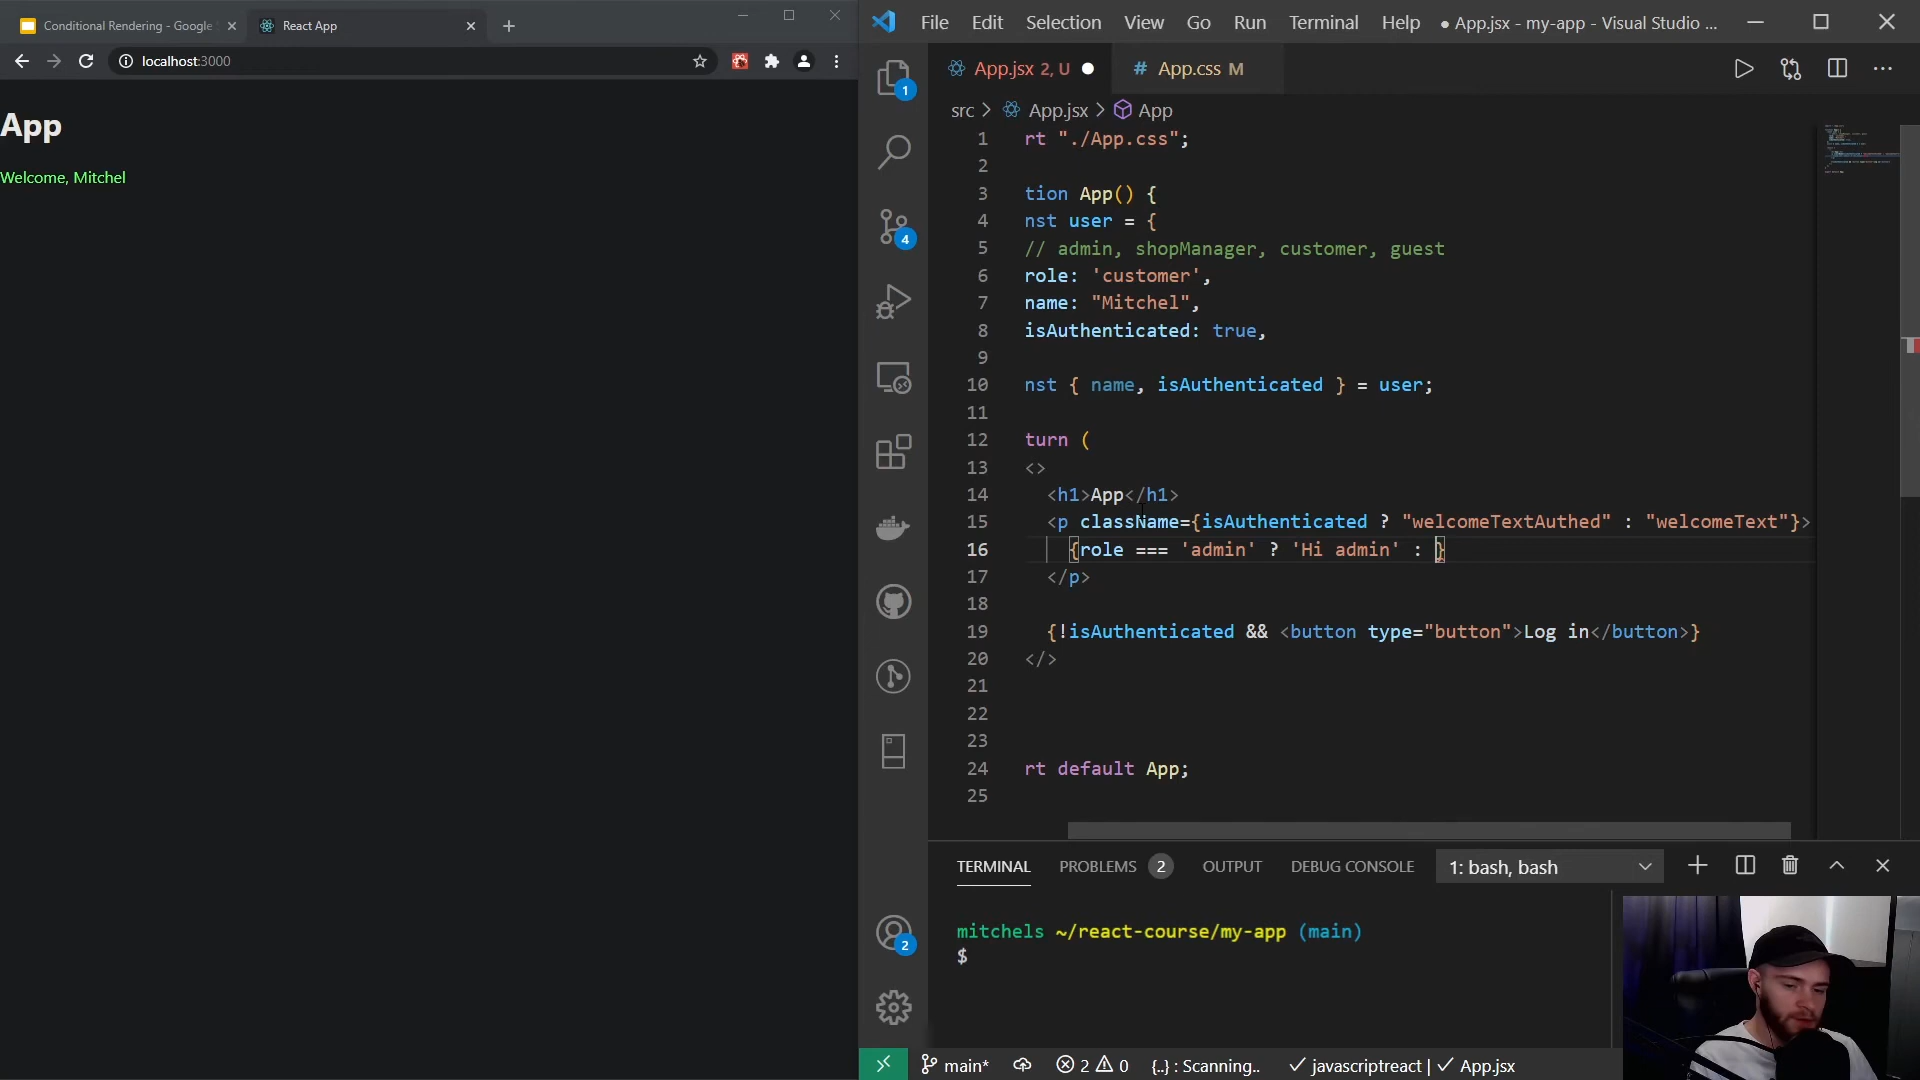 Conditional Rendering - Google
React App
localhost:3000
App
Welcome, Mitchel
File Edit Selection View Go Run Terminal Help ● App.jsx - my-app - Visual Studio ...
App.jsx 2, U
# App.css M
src > App.jsx > App
1 rt "./App.css";
2
3 tion App() {
4 nst user = {
5 // admin, shopManager, customer, guest
6 role: 'customer',
7 name: "Mitchel",
8 isAuthenticated: true,
9
10 nst { name, isAuthenticated } = user;
11
12 turn (
13 <>
14 <h1>App</h1>
15 <p className={isAuthenticated ? "welcomeTextAuthed" : "welcomeText"}>
16 {role === 'admin' ? 'Hi admin' : }
17 </p>
18
19 {!isAuthenticated && <button type="button">Log in</button>}
20 </>
21
22
23
24 rt default App;
25
1
4
2
TERMINAL PROBLEMS 2 OUTPUT DEBUG CONSOLE 1: bash, bash
mitchels ~/react-course/my-app (main)
$
main* 2 0 {..} : Scanning.. ✓ javascriptreact | ✓ App.jsx